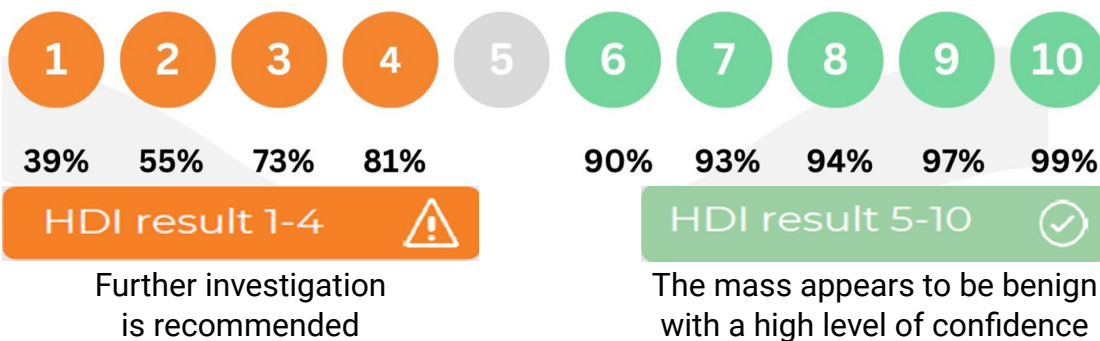 1 2 3 4 5 6 7 8 9 10
39% 55% 73% 81% 90% 93% 94% 97% 99%
HDI result 1-4 HDI result 5-10
Further investigation
is recommended
The mass appears to be benign
with a high level of confidence